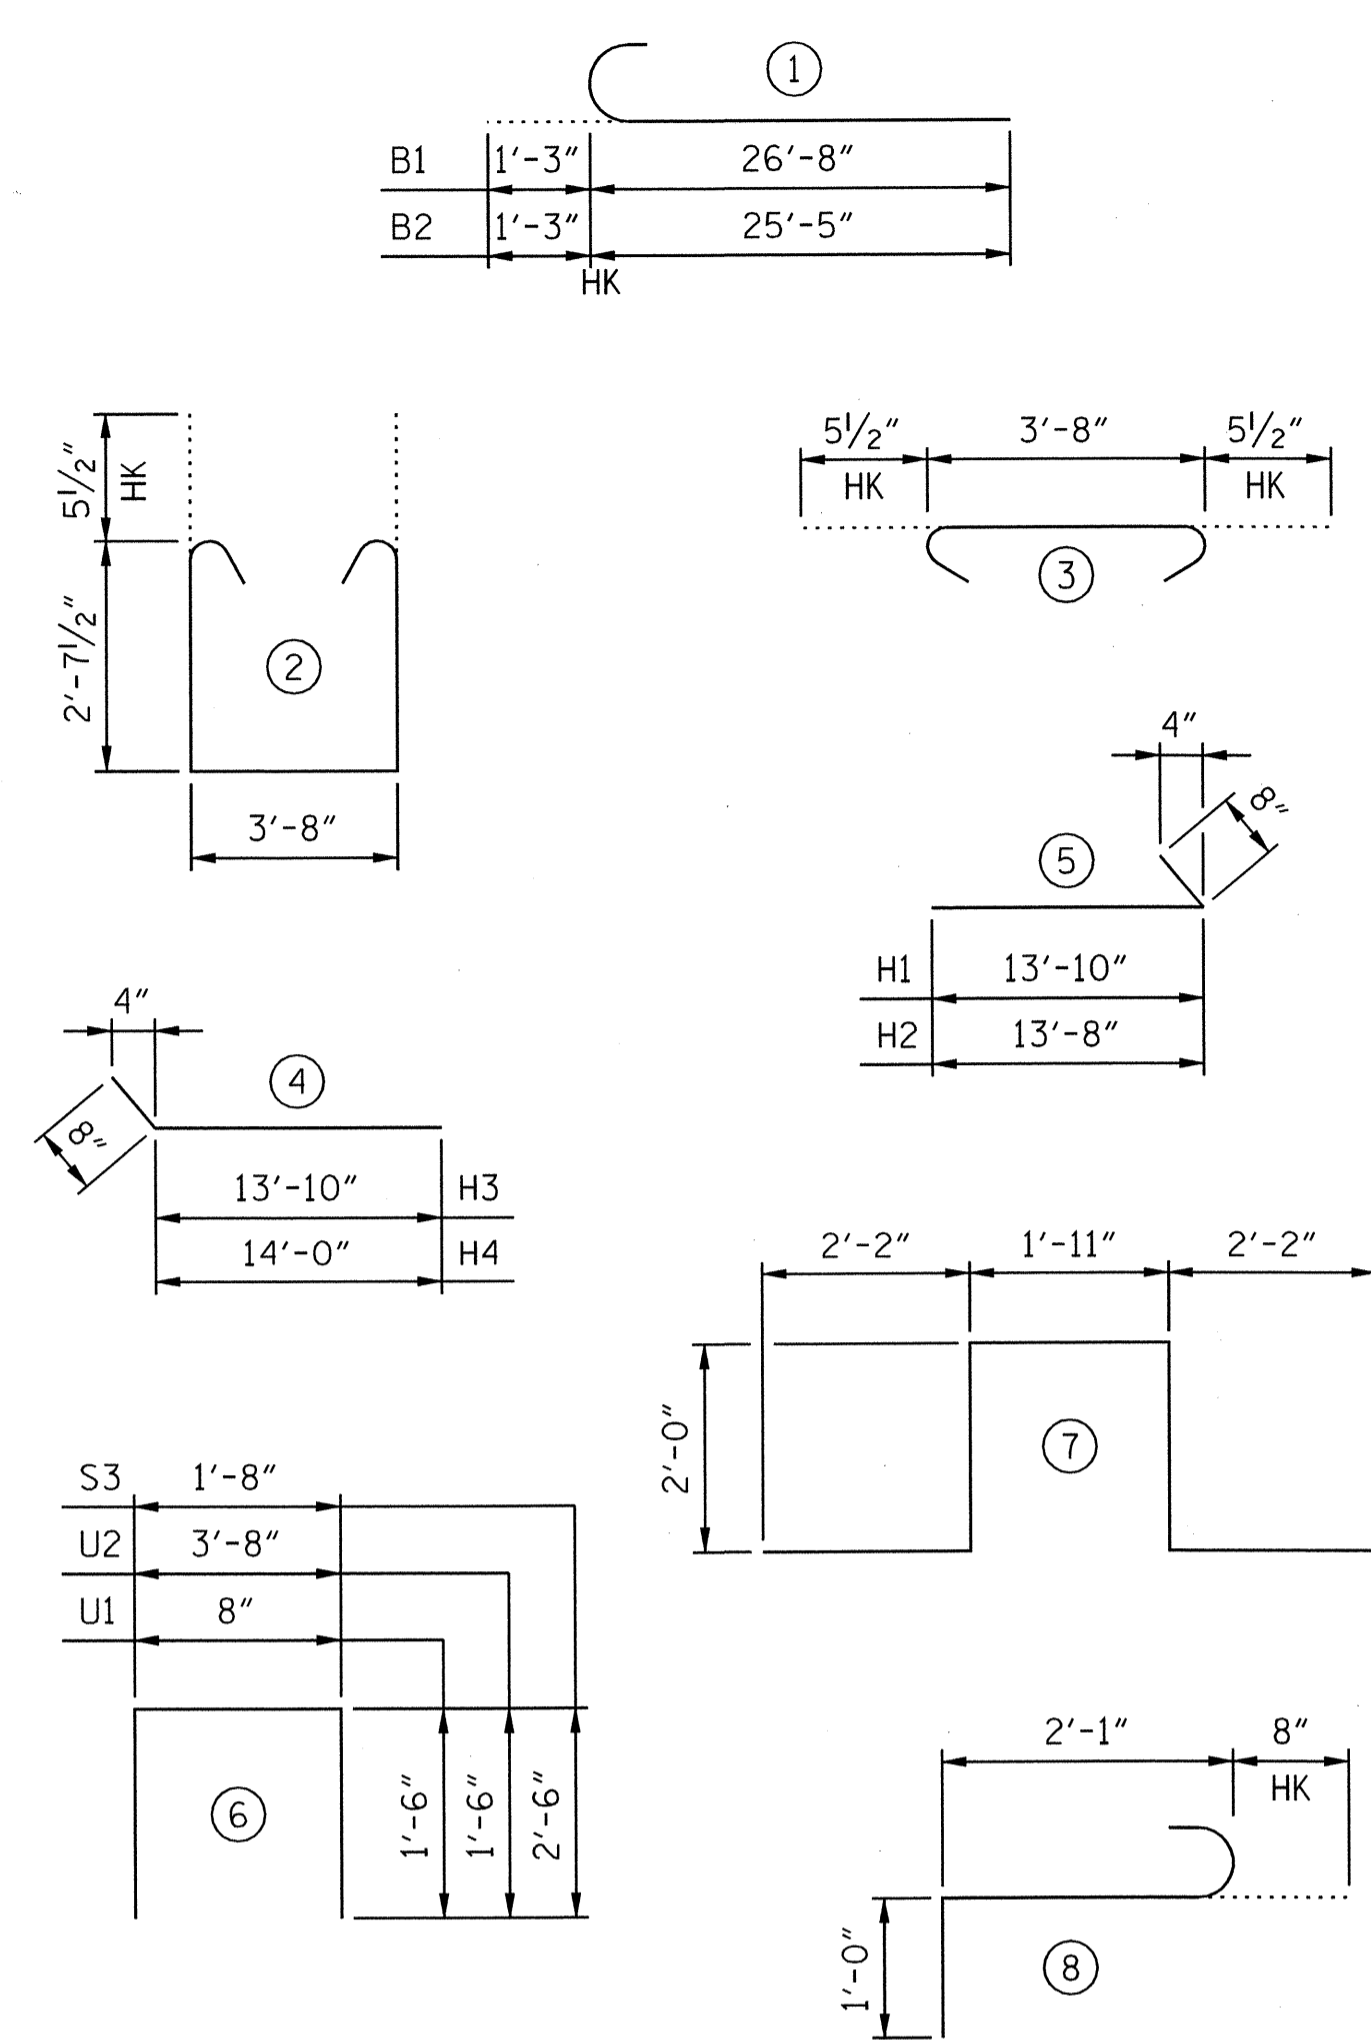 1
B1 1'-3" 26'-8"
B2 1'-3" 25'-5"
HK
5½" HK
2'-7½"
2
3'-8"
5½" 3'-8" 5½"
HK HK
3
4"
8"
5
H1 13'-10"
H2 13'-8"
4"
8"
4
13'-10" H3
14'-0" H4
2'-2" 1'-11" 2'-2"
2'-0"
7
S3 1'-8"
U2 3'-8"
U1 8"
6
1'-6" 1'-6" 2'-6"
2'-1" 8"
HK
1'-0"
8